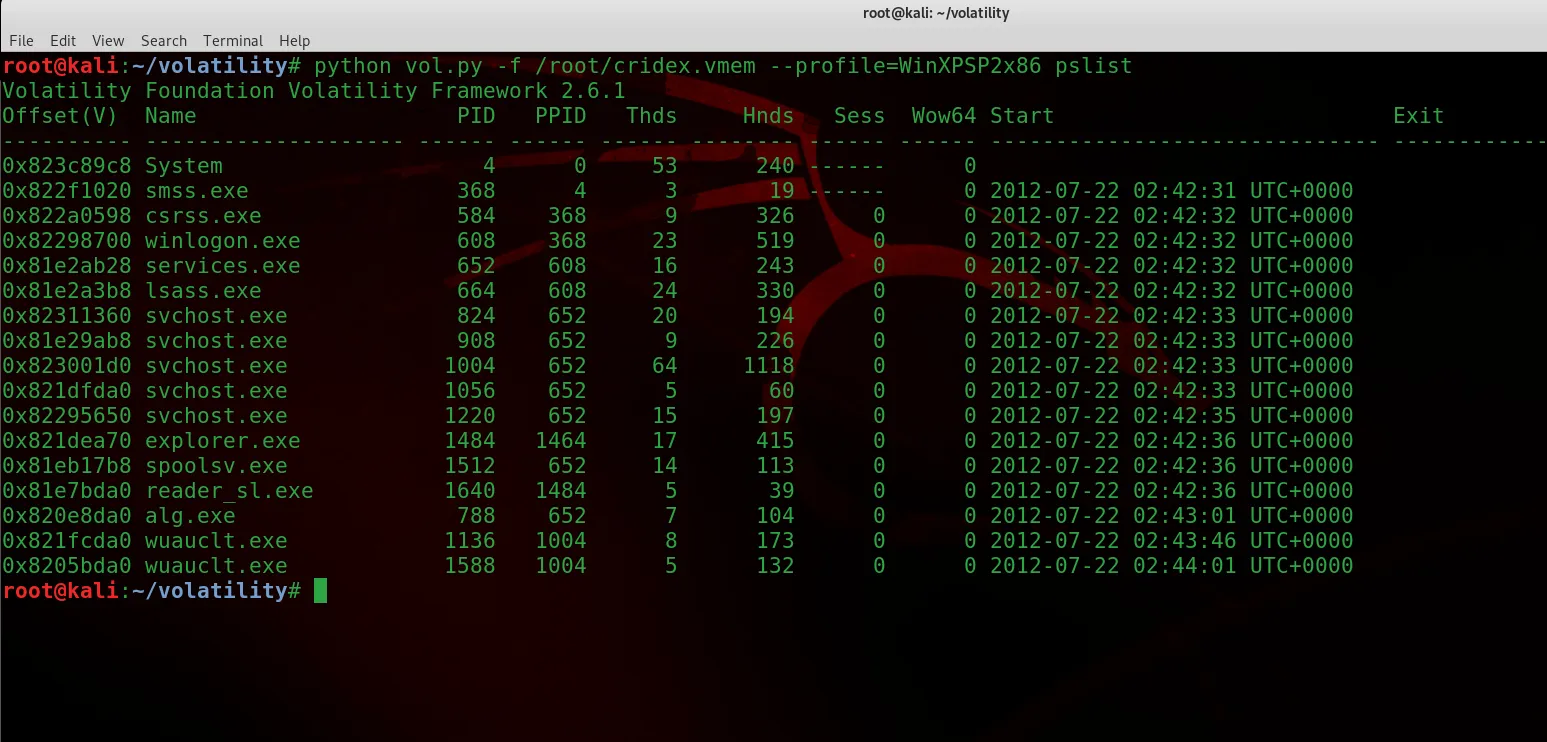 root@kali: ~/volatility
File Edit View Search Terminal Help
root@kali:~/volatility# python vol.py -f /root/cridex.vmem --profile=WinXPSP2x86 pslist
Volatility Foundation Volatility Framework 2.6.1
Offset(V)  Name                    PID   PPID   Thds     Hnds   Sess  Wow64 Start                          Exit
---------- -------------------- ------ ------ ------ -------- ------ ------ ------------------------------ ------------
0x823c89c8 System                    4      0     53      240 ------      0
0x822f1020 smss.exe                368      4      3       19 ------      0 2012-07-22 02:42:31 UTC+0000
0x822a0598 csrss.exe               584    368      9      326      0      0 2012-07-22 02:42:32 UTC+0000
0x82298700 winlogon.exe            608    368     23      519      0      0 2012-07-22 02:42:32 UTC+0000
0x81e2ab28 services.exe            652    608     16      243      0      0 2012-07-22 02:42:32 UTC+0000
0x81e2a3b8 lsass.exe               664    608     24      330      0      0 2012-07-22 02:42:32 UTC+0000
0x82311360 svchost.exe             824    652     20      194      0      0 2012-07-22 02:42:33 UTC+0000
0x81e29ab8 svchost.exe             908    652      9      226      0      0 2012-07-22 02:42:33 UTC+0000
0x823001d0 svchost.exe            1004    652     64     1118      0      0 2012-07-22 02:42:33 UTC+0000
0x821dfda0 svchost.exe            1056    652      5       60      0      0 2012-07-22 02:42:33 UTC+0000
0x82295650 svchost.exe            1220    652     15      197      0      0 2012-07-22 02:42:35 UTC+0000
0x821dea70 explorer.exe           1484   1464     17      415      0      0 2012-07-22 02:42:36 UTC+0000
0x81eb17b8 spoolsv.exe            1512    652     14      113      0      0 2012-07-22 02:42:36 UTC+0000
0x81e7bda0 reader_sl.exe          1640   1484      5       39      0      0 2012-07-22 02:42:36 UTC+0000
0x820e8da0 alg.exe                 788    652      7      104      0      0 2012-07-22 02:43:01 UTC+0000
0x821fcda0 wuauclt.exe            1136   1004      8      173      0      0 2012-07-22 02:43:46 UTC+0000
0x8205bda0 wuauclt.exe            1588   1004      5      132      0      0 2012-07-22 02:44:01 UTC+0000
root@kali:~/volatility#